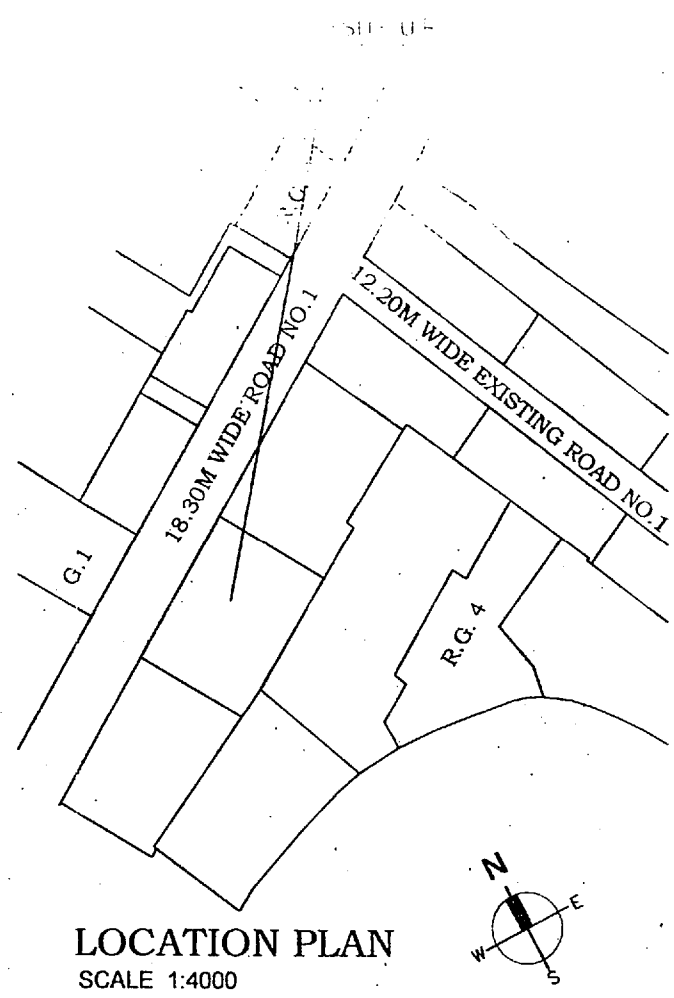 12.20M WIDE EXISTING ROAD NO.1
18.30M WIDE ROAD NO.1
G.1
R.G. 4
N
E
W
S
LOCATION PLAN
SCALE 1:4000